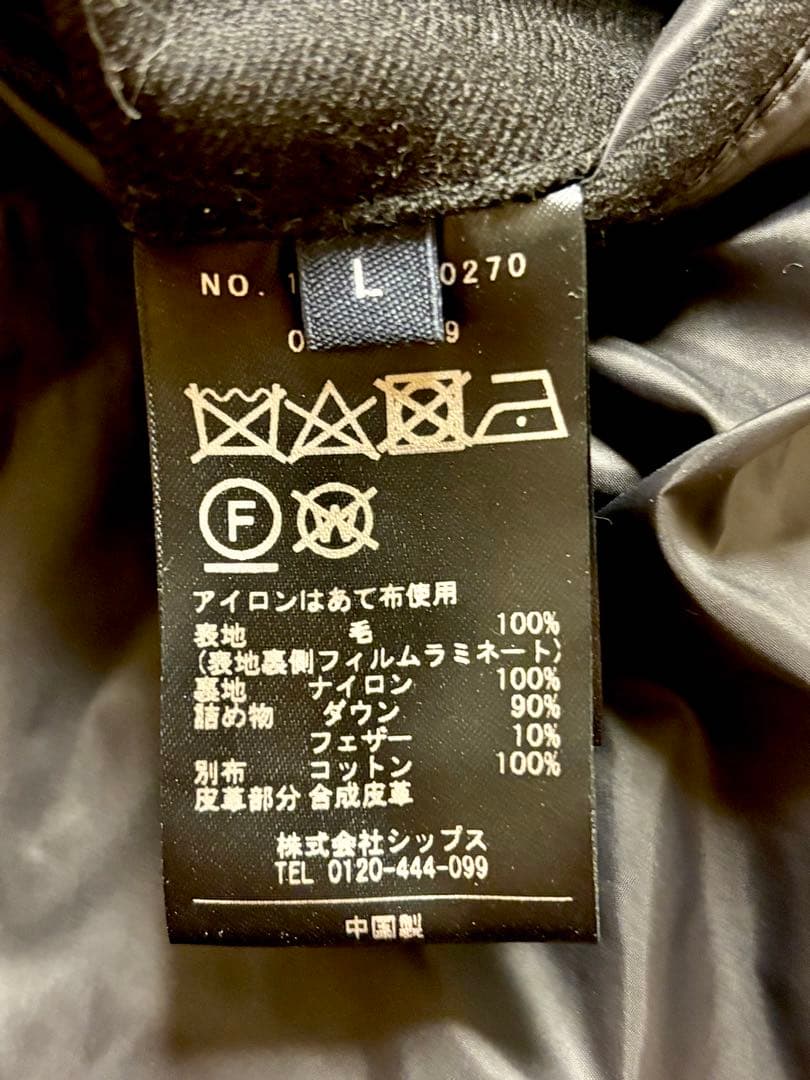 L
NO. 1 0270
0 9
F
W
アイロンはあて布使用
表地 毛 100%
(表地裏側フィルムラミネート)
裏地 ナイロン 100%
詰め物 ダウン 90%
フェザー 10%
別布 コットン 100%
皮革部分 合成皮革
株式会社シップス
TEL 0120-444-099
中国製